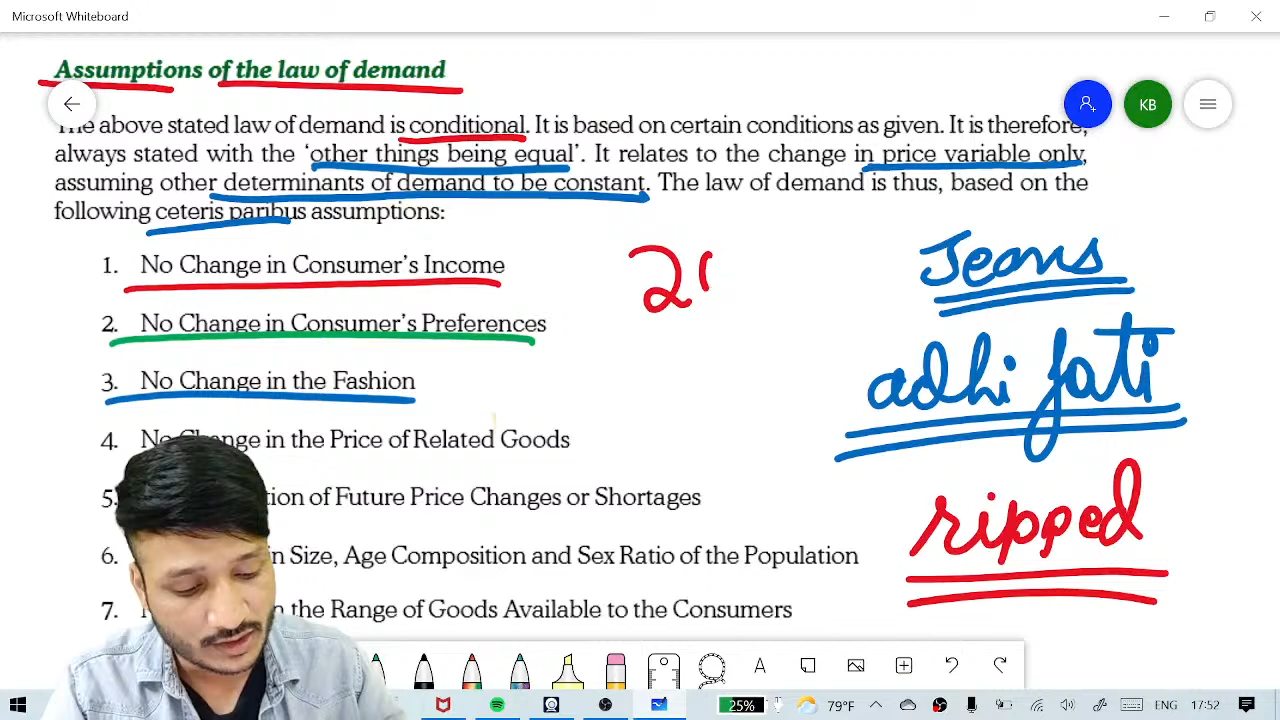 Microsoft Whiteboard
Assumptions of the law of demand
KB
The above stated law of demand is conditional. It is based on certain conditions as given. It is therefore,
always stated with the ‘other things being equal’. It relates to the change in price variable only,
assuming other determinants of demand to be constant. The law of demand is thus, based on the
following ceteris paribus assumptions:
1. No Change in Consumer’s Income
2. No Change in Consumer’s Preferences
3. No Change in the Fashion
4. No Change in the Price of Related Goods
5. tion of Future Price Changes or Shortages
6. in Size, Age Composition and Sex Ratio of the Population
7. the Range of Goods Available to the Consumers
Jeans
adhi fati
ripped
A
25%
79°F
ENG
17:52